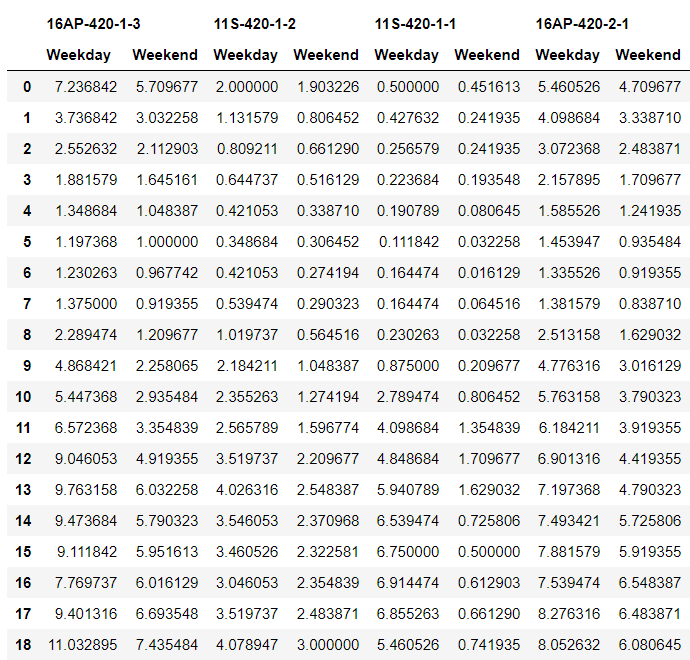 16AP-420-1-3 11S-420-1-2 11S-420-1-1 16AP-420-2-1
Weekday Weekend Weekday Weekend Weekday Weekend Weekday Weekend
0 7.236842 5.709677 2.000000 1.903226 0.500000 0.451613 5.460526 4.709677
1 3.736842 3.032258 1.131579 0.806452 0.427632 0.241935 4.098684 3.338710
2 2.552632 2.112903 0.809211 0.661290 0.256579 0.241935 3.072368 2.483871
3 1.881579 1.645161 0.644737 0.516129 0.223684 0.193548 2.157895 1.709677
4 1.348684 1.048387 0.421053 0.338710 0.190789 0.080645 1.585526 1.241935
5 1.197368 1.000000 0.348684 0.306452 0.111842 0.032258 1.453947 0.935484
6 1.230263 0.967742 0.421053 0.274194 0.164474 0.016129 1.335526 0.919355
7 1.375000 0.919355 0.539474 0.290323 0.164474 0.064516 1.381579 0.838710
8 2.289474 1.209677 1.019737 0.564516 0.230263 0.032258 2.513158 1.629032
9 4.868421 2.258065 2.184211 1.048387 0.875000 0.209677 4.776316 3.016129
10 5.447368 2.935484 2.355263 1.274194 2.789474 0.806452 5.763158 3.790323
11 6.572368 3.354839 2.565789 1.596774 4.098684 1.354839 6.184211 3.919355
12 9.046053 4.919355 3.519737 2.209677 4.848684 1.709677 6.901316 4.419355
13 9.763158 6.032258 4.026316 2.548387 5.940789 1.629032 7.197368 4.790323
14 9.473684 5.790323 3.546053 2.370968 6.539474 0.725806 7.493421 5.725806
15 9.111842 5.951613 3.460526 2.322581 6.750000 0.500000 7.881579 5.919355
16 7.769737 6.016129 3.046053 2.354839 6.914474 0.612903 7.539474 6.548387
17 9.401316 6.693548 3.519737 2.483871 6.855263 0.661290 8.276316 6.483871
18 11.032895 7.435484 4.078947 3.000000 5.460526 0.741935 8.052632 6.080645